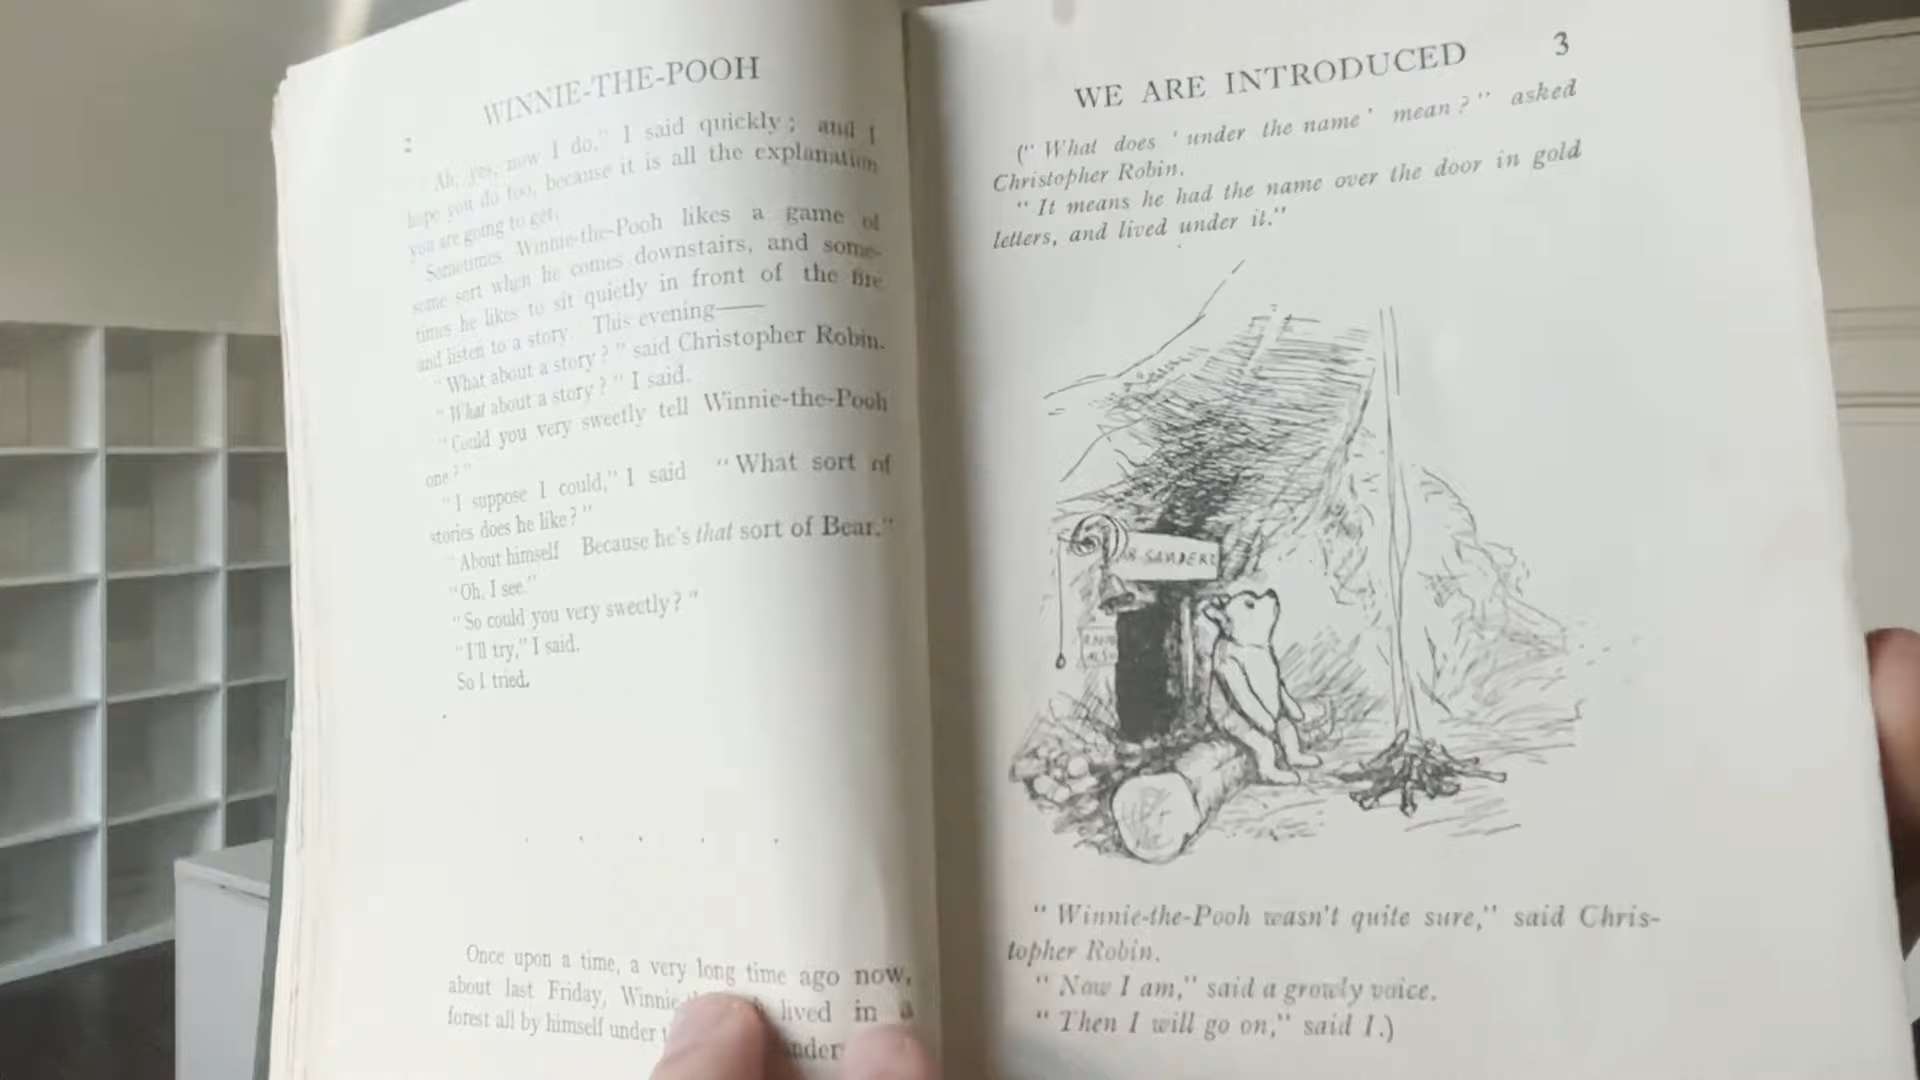 WINNIE-THE-POOH
"Ah, yes, now I do," I said quickly; and I
hope you do too, because it is all the explanation
you are going to get.
Sometimes Winnie-the-Pooh likes a game of
some sort when he comes downstairs, and some-
times he likes to sit quietly in front of the fire
and listen to a story. This evening——
"What about a story?" said Christopher Robin.
"What about a story?" I said.
"Could you very sweetly tell Winnie-the-Pooh
one?"
"I suppose I could," I said "What sort of
stories does he like?"
"About himself Because he's that sort of Bear."
"Oh, I see."
"So could you very sweetly?"
"I'll try," I said.
So I tried.
. . . . .
Once upon a time, a very long time ago now,
about last Friday, lived in a
forest all by himself under
WE ARE INTRODUCED 3
("What does 'under the name' mean?" asked
Christopher Robin.
"It means he had the name over the door in gold
letters, and lived under it."
SANDERS
"Winnie-the-Pooh wasn't quite sure," said Chris-
topher Robin.
"Now I am," said a growly voice.
"Then I will go on," said I.)